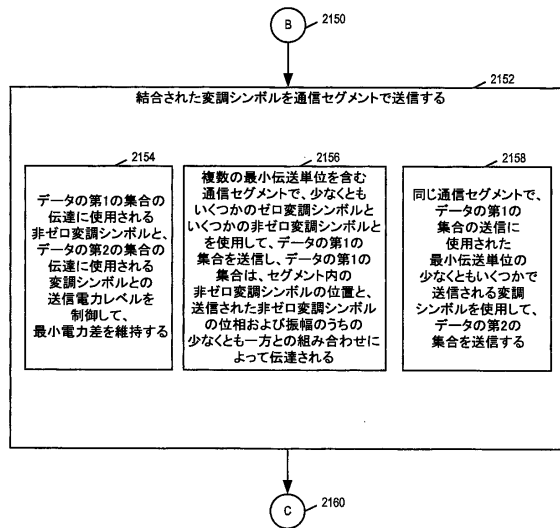 B
2150
2152
結合された変調シンボルを通信セグメントで送信する
2154
データの第1の集合の
伝達に使用される
非ゼロ変調シンボルと、
データの第2の集合の
伝達に使用される
変調シンボルとの
送信電力レベルを
制御して、
最小電力差を維持する
2156
複数の最小伝送単位を含む
通信セグメントで、少なくとも
いくつかのゼロ変調シンボルと
いくつかの非ゼロ変調シンボルと
を使用して、データの第1の
集合を送信し、データの第1の
集合は、セグメント内の
非ゼロ変調シンボルの位置と、
送信された非ゼロ変調シンボル
の位相および振幅のうちの
少なくとも一方との組み合わせに
よって伝達される
2158
同じ通信セグメントで、
データの第1の
集合の送信に
使用された
最小伝送単位の
少なくともいくつかで
送信される変調
シンボルを使用して、
データの第2の
集合を送信する
C
2160